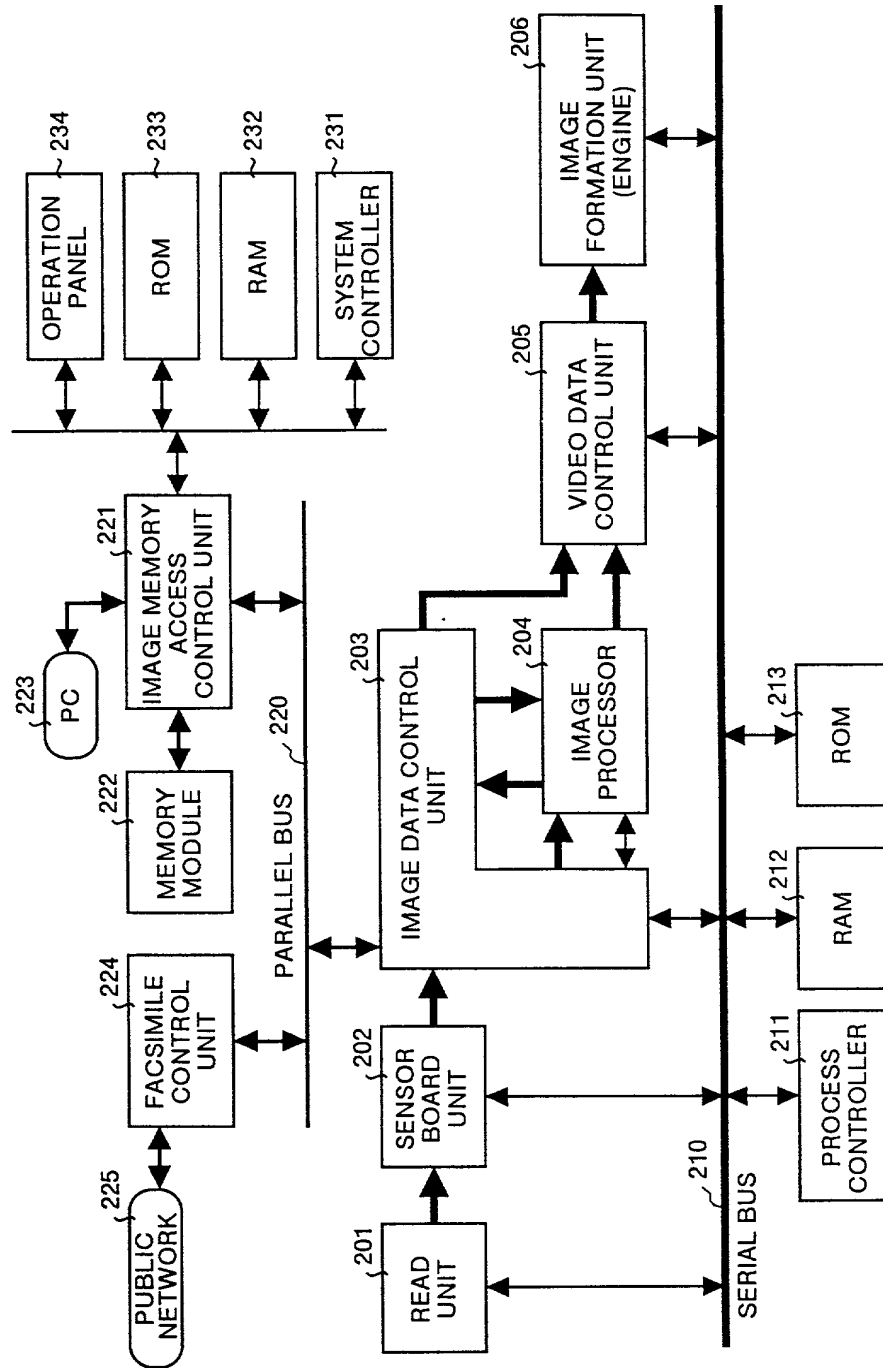 225
PUBLIC
NETWORK
224
FACSIMILE
CONTROL
UNIT
222
MEMORY
MODULE
223
PC
221
IMAGE MEMORY
ACCESS
CONTROL UNIT
234
OPERATION
PANEL
233
ROM
232
RAM
231
SYSTEM
CONTROLLER
PARALLEL BUS
220
201
READ
UNIT
202
SENSOR
BOARD
UNIT
203
IMAGE DATA CONTROL
UNIT
204
IMAGE
PROCESSOR
205
VIDEO DATA
CONTROL UNIT
206
IMAGE
FORMATION UNIT
(ENGINE)
SERIAL BUS
210
211
PROCESS
CONTROLLER
212
RAM
213
ROM